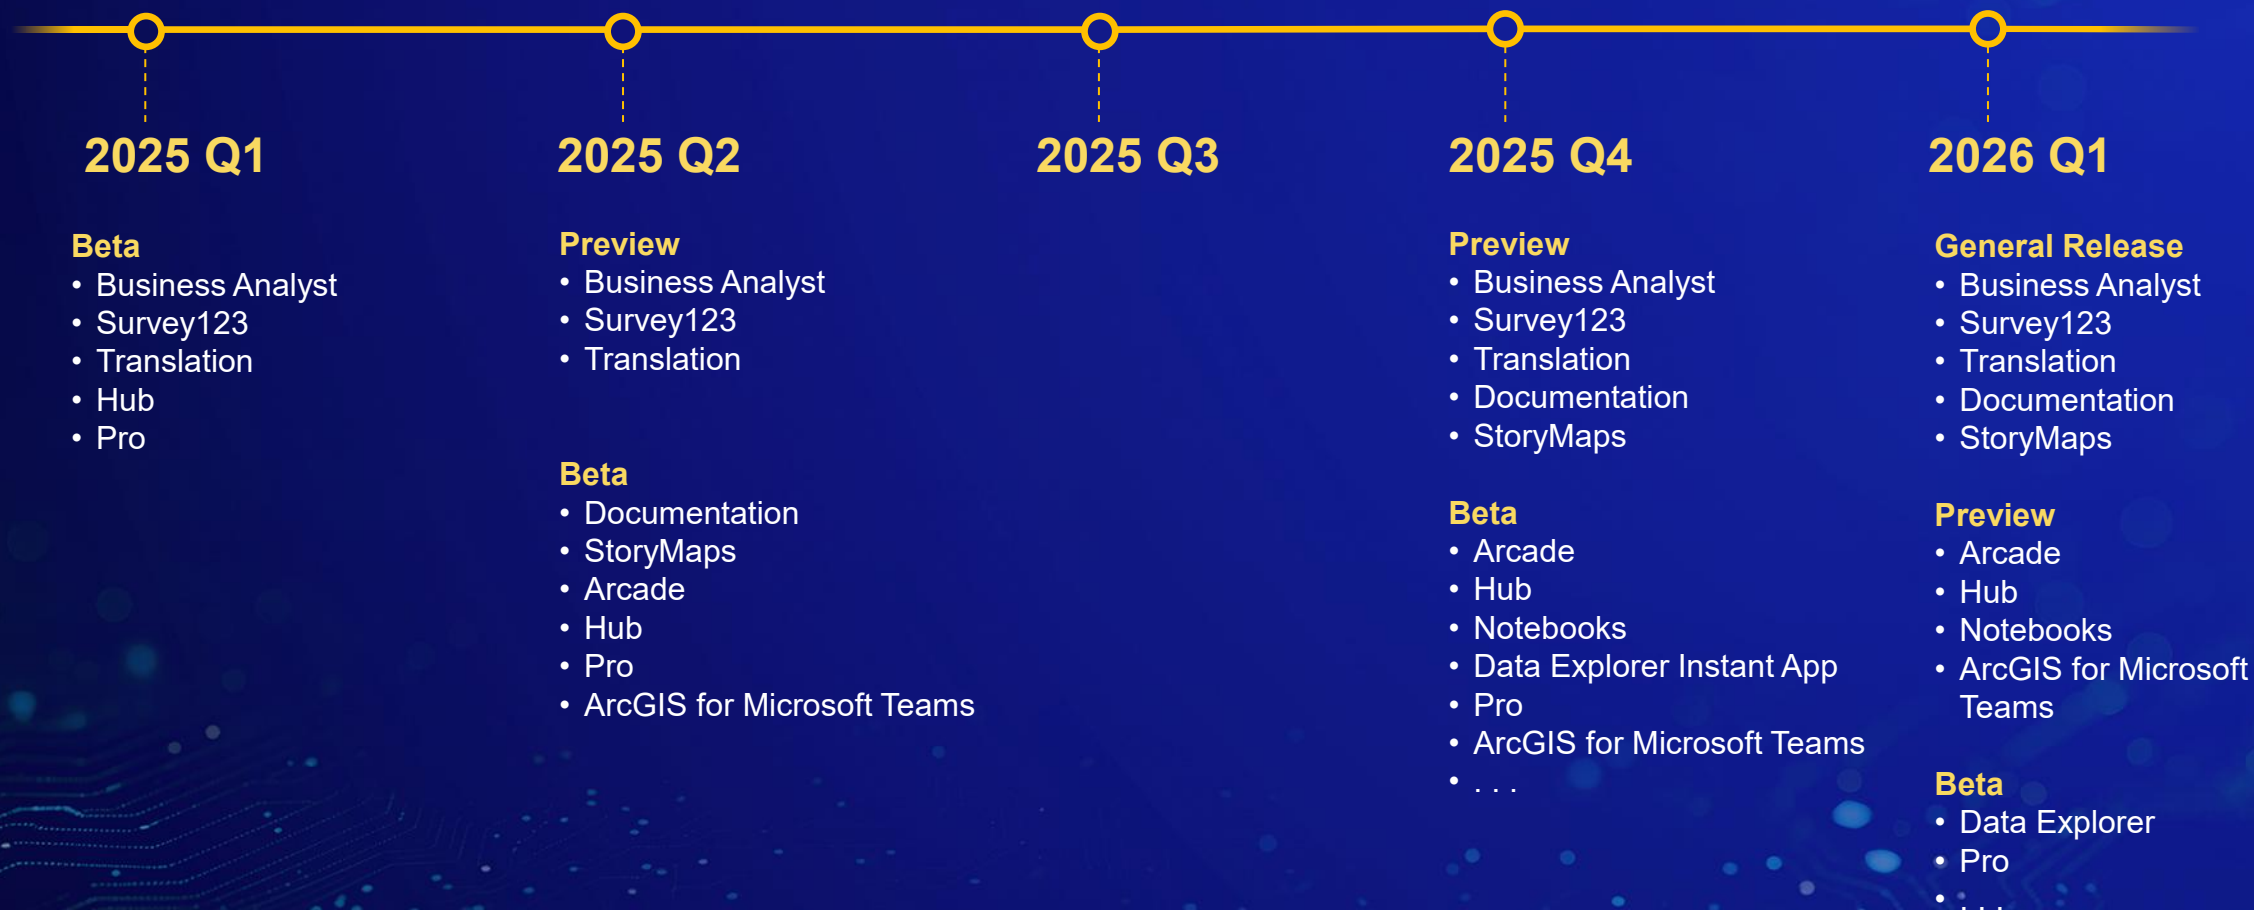 2025 Q1
Beta
• Business Analyst
• Survey123
• Translation
• Hub
• Pro
2025 Q2
Preview
• Business Analyst
• Survey123
• Translation
Beta
• Documentation
• StoryMaps
• Arcade
• Hub
• Pro
• ArcGIS for Microsoft Teams
2025 Q3
2025 Q4
Preview
• Business Analyst
• Survey123
• Translation
• Documentation
• StoryMaps
Beta
• Arcade
• Hub
• Notebooks
• Data Explorer Instant App
• Pro
• ArcGIS for Microsoft Teams
• . . .
2026 Q1
General Release
• Business Analyst
• Survey123
• Translation
• Documentation
• StoryMaps
Preview
• Arcade
• Hub
• Notebooks
• ArcGIS for Microsoft
Teams
Beta
• Data Explorer
• Pro
• . . .